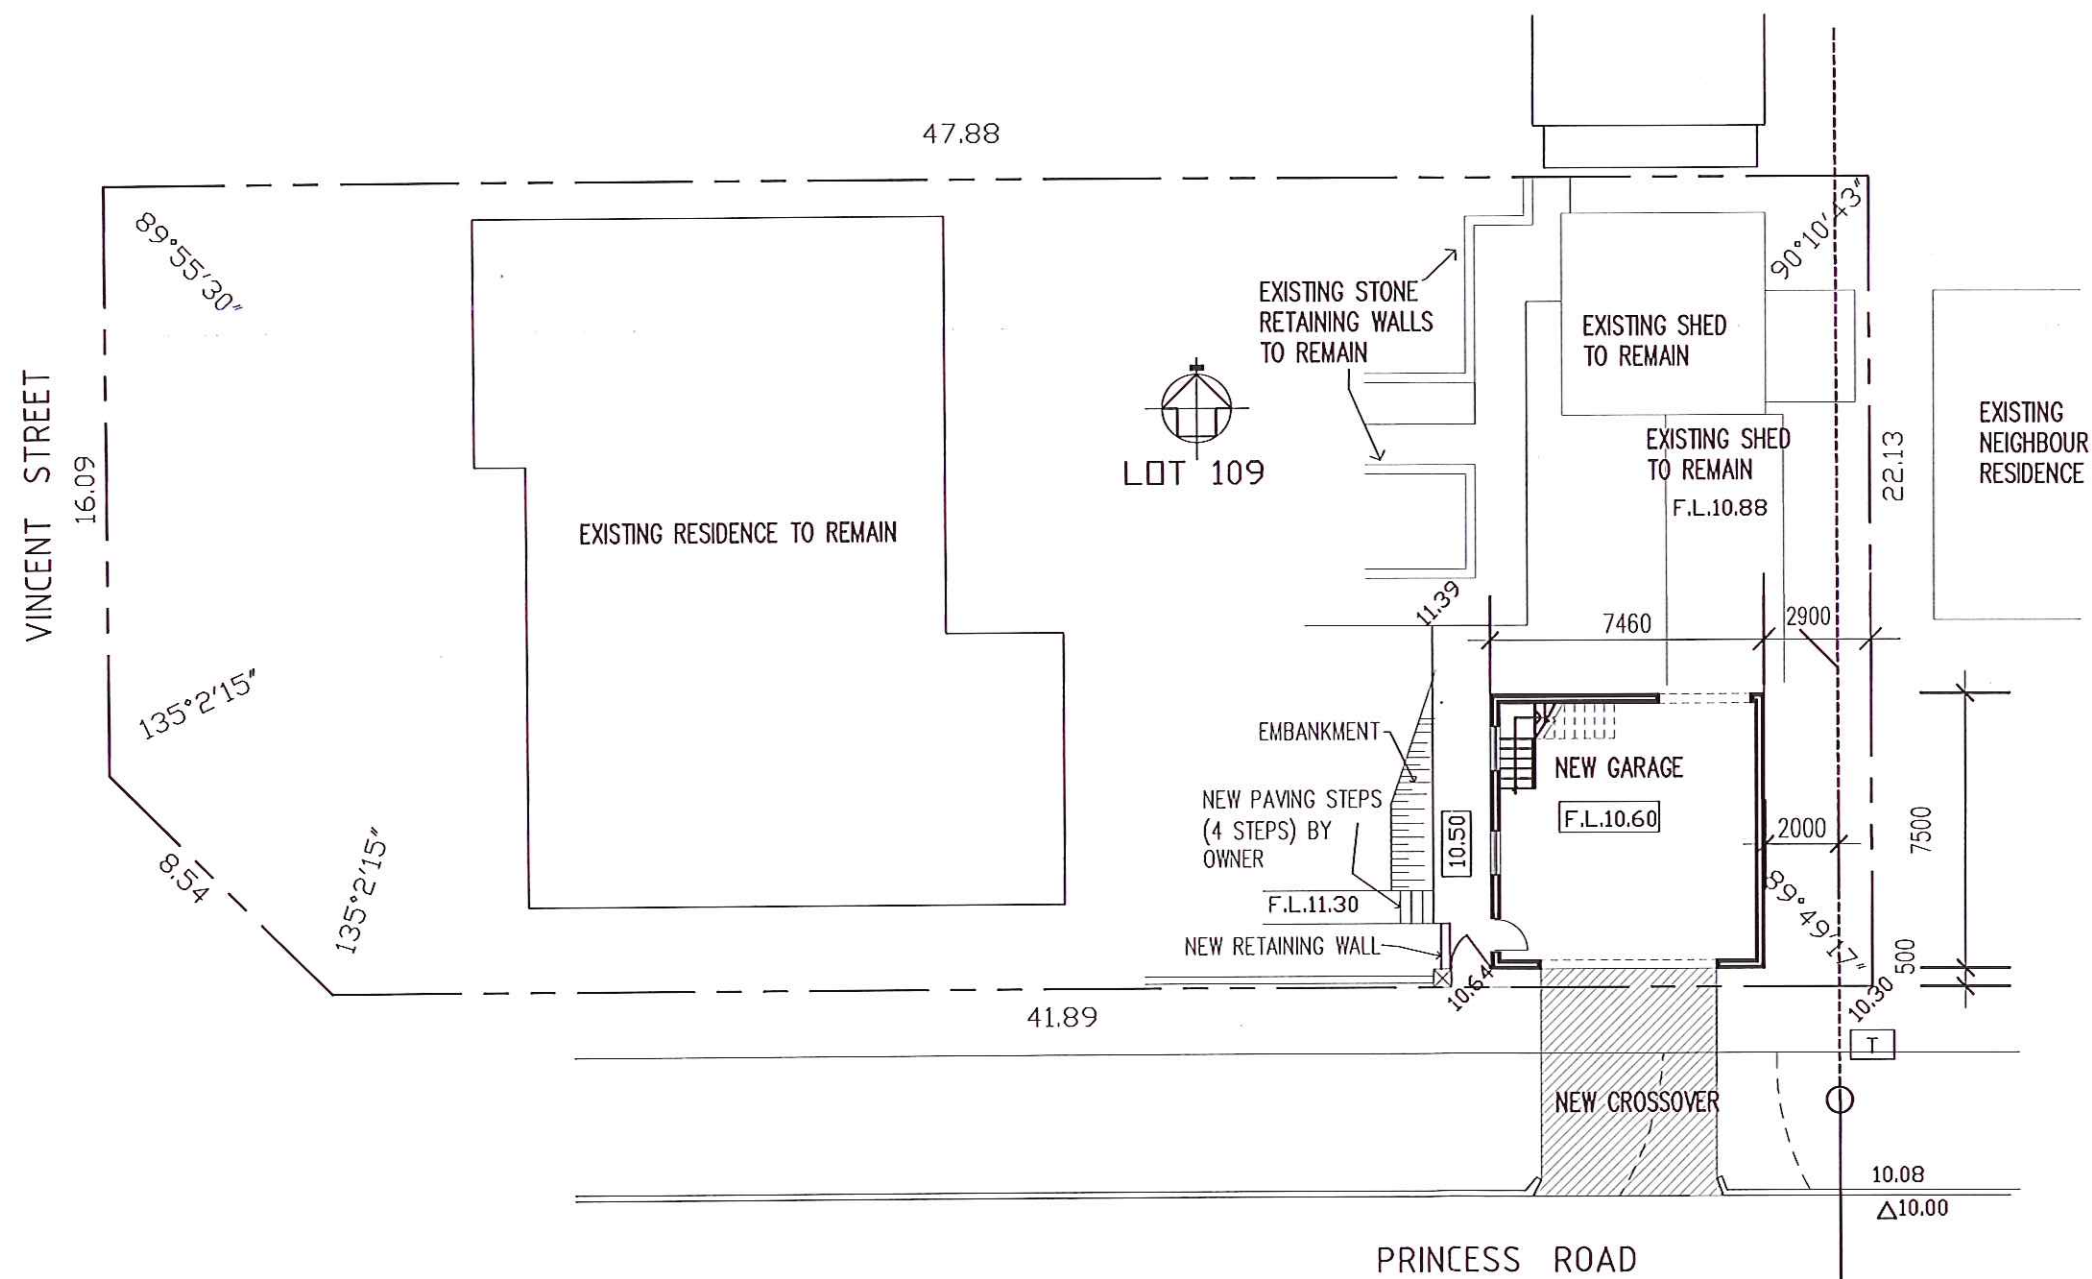 47.88
89°55'30"
90°10'43"
EXISTING STONE
RETAINING WALLS
TO REMAIN
EXISTING SHED
TO REMAIN
EXISTING SHED
TO REMAIN
F.L.10.88
EXISTING
NEIGHBOUR
RESIDENCE
22.13
VINCENT STREET
16.09
LOT 109
EXISTING RESIDENCE TO REMAIN
11.39
7460
2900
135°2'15"
EMBANKMENT
NEW PAVING STEPS
(4 STEPS) BY
OWNER
10.50
NEW GARAGE
F.L.10.60
2000
7500
8.54
135°2'15"
F.L.11.30
NEW RETAINING WALL
89°49'17"
500
10.64
10.30
41.89
T
NEW CROSSOVER
10.08
△10.00
PRINCESS ROAD